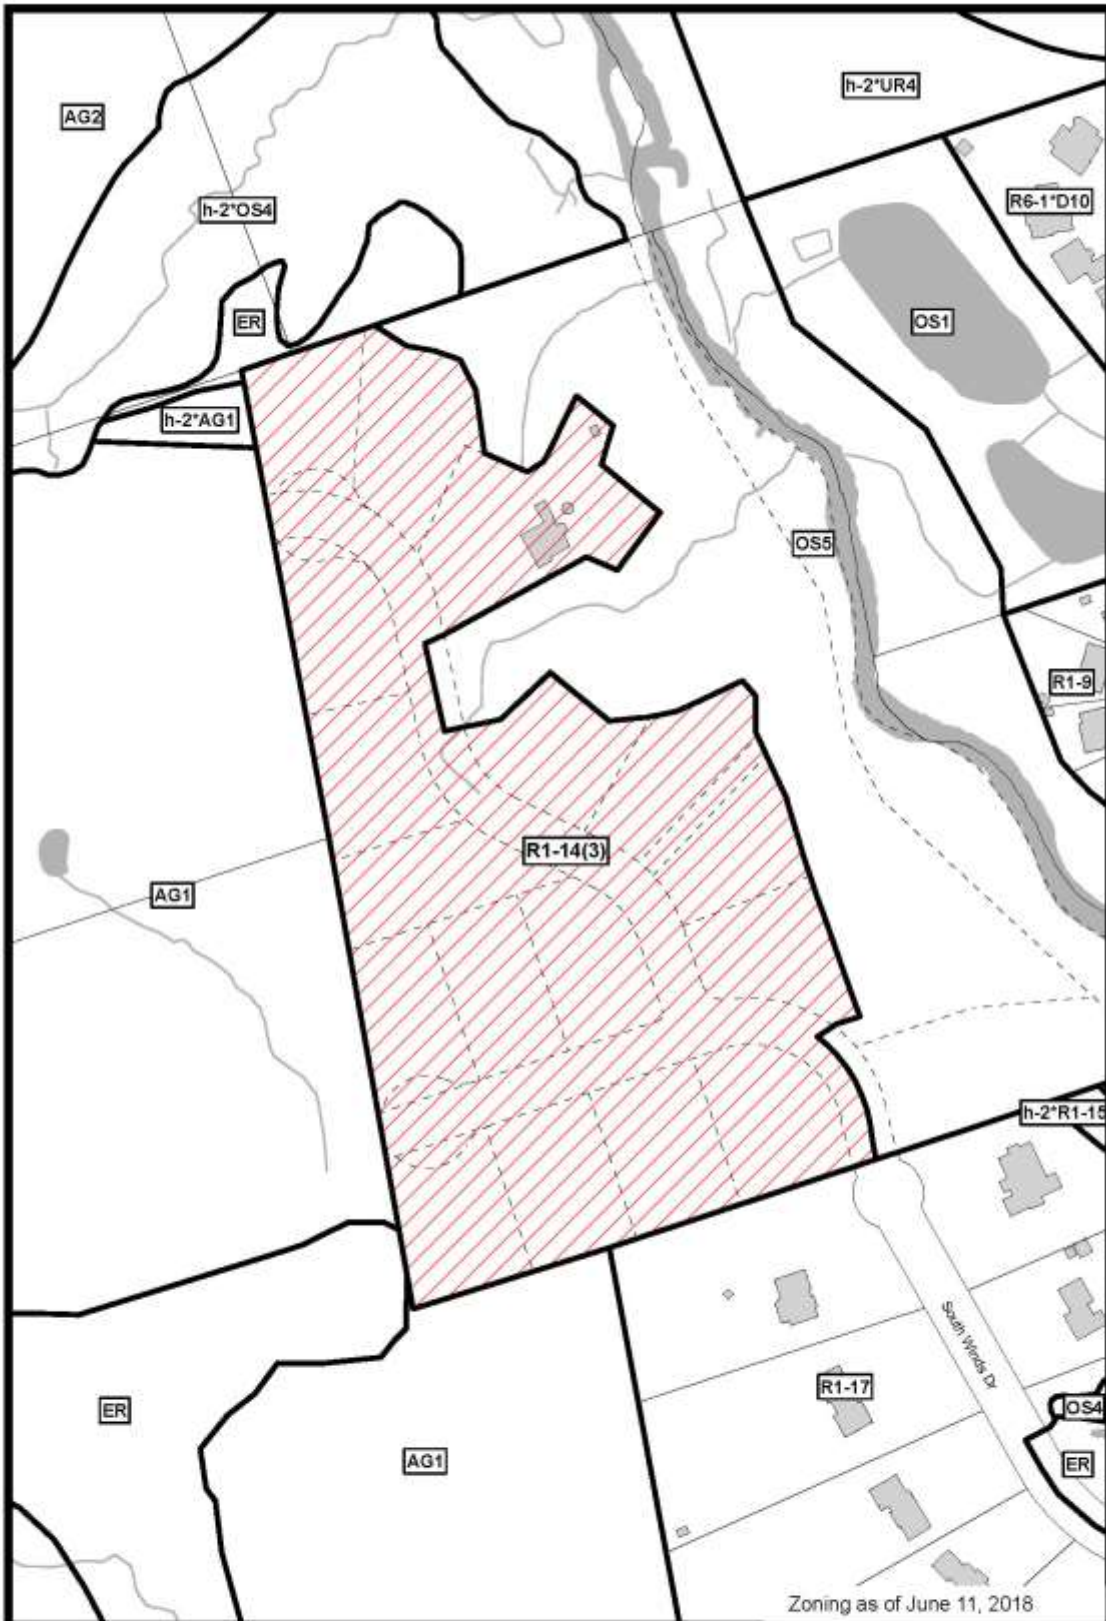 h-2*UR4
AG2
R6-1*D10
h-2*OS4
ER
OS1
h-2*AG1
OS5
R1-9
R1-14(3)
AG1
h-2*R1-15
South Winds Dr
R1-17
OS4
ER
AG1
ER
Zoning as of June 11, 2018